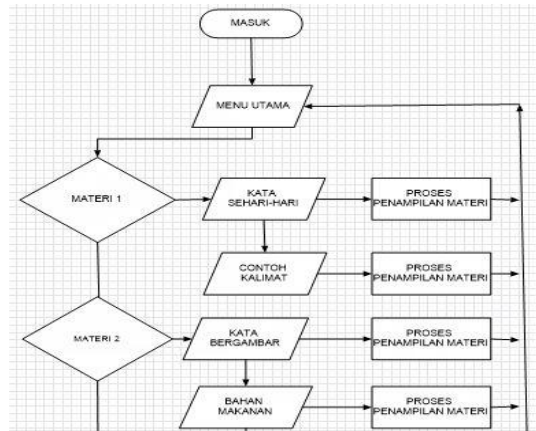 MASUK
MENU UTAMA
MATERI 1
KATA
SEHARI-HARI
PROSES
PENAMPILAN MATERI
CONTOH
KALIMAT
PROSES
PENAMPILAN MATERI
MATERI 2
KATA
BERGAMBAR
PROSES
PENAMPILAN MATERI
BAHAN
MAKANAN
PROSES
PENAMPILAN MATERI